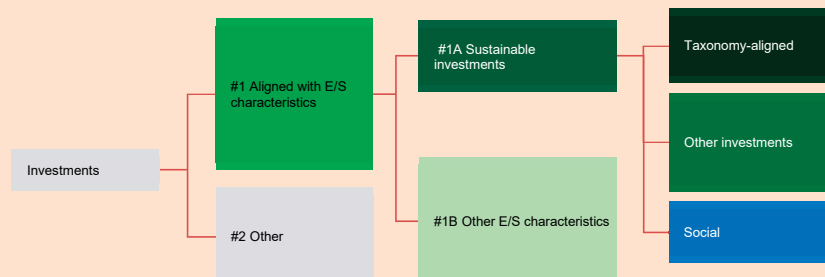 Investments
#1 Aligned with E/S
characteristics
#2 Other
#1A Sustainable
investments
#1B Other E/S characteristics
Taxonomy-aligned
Other investments
Social